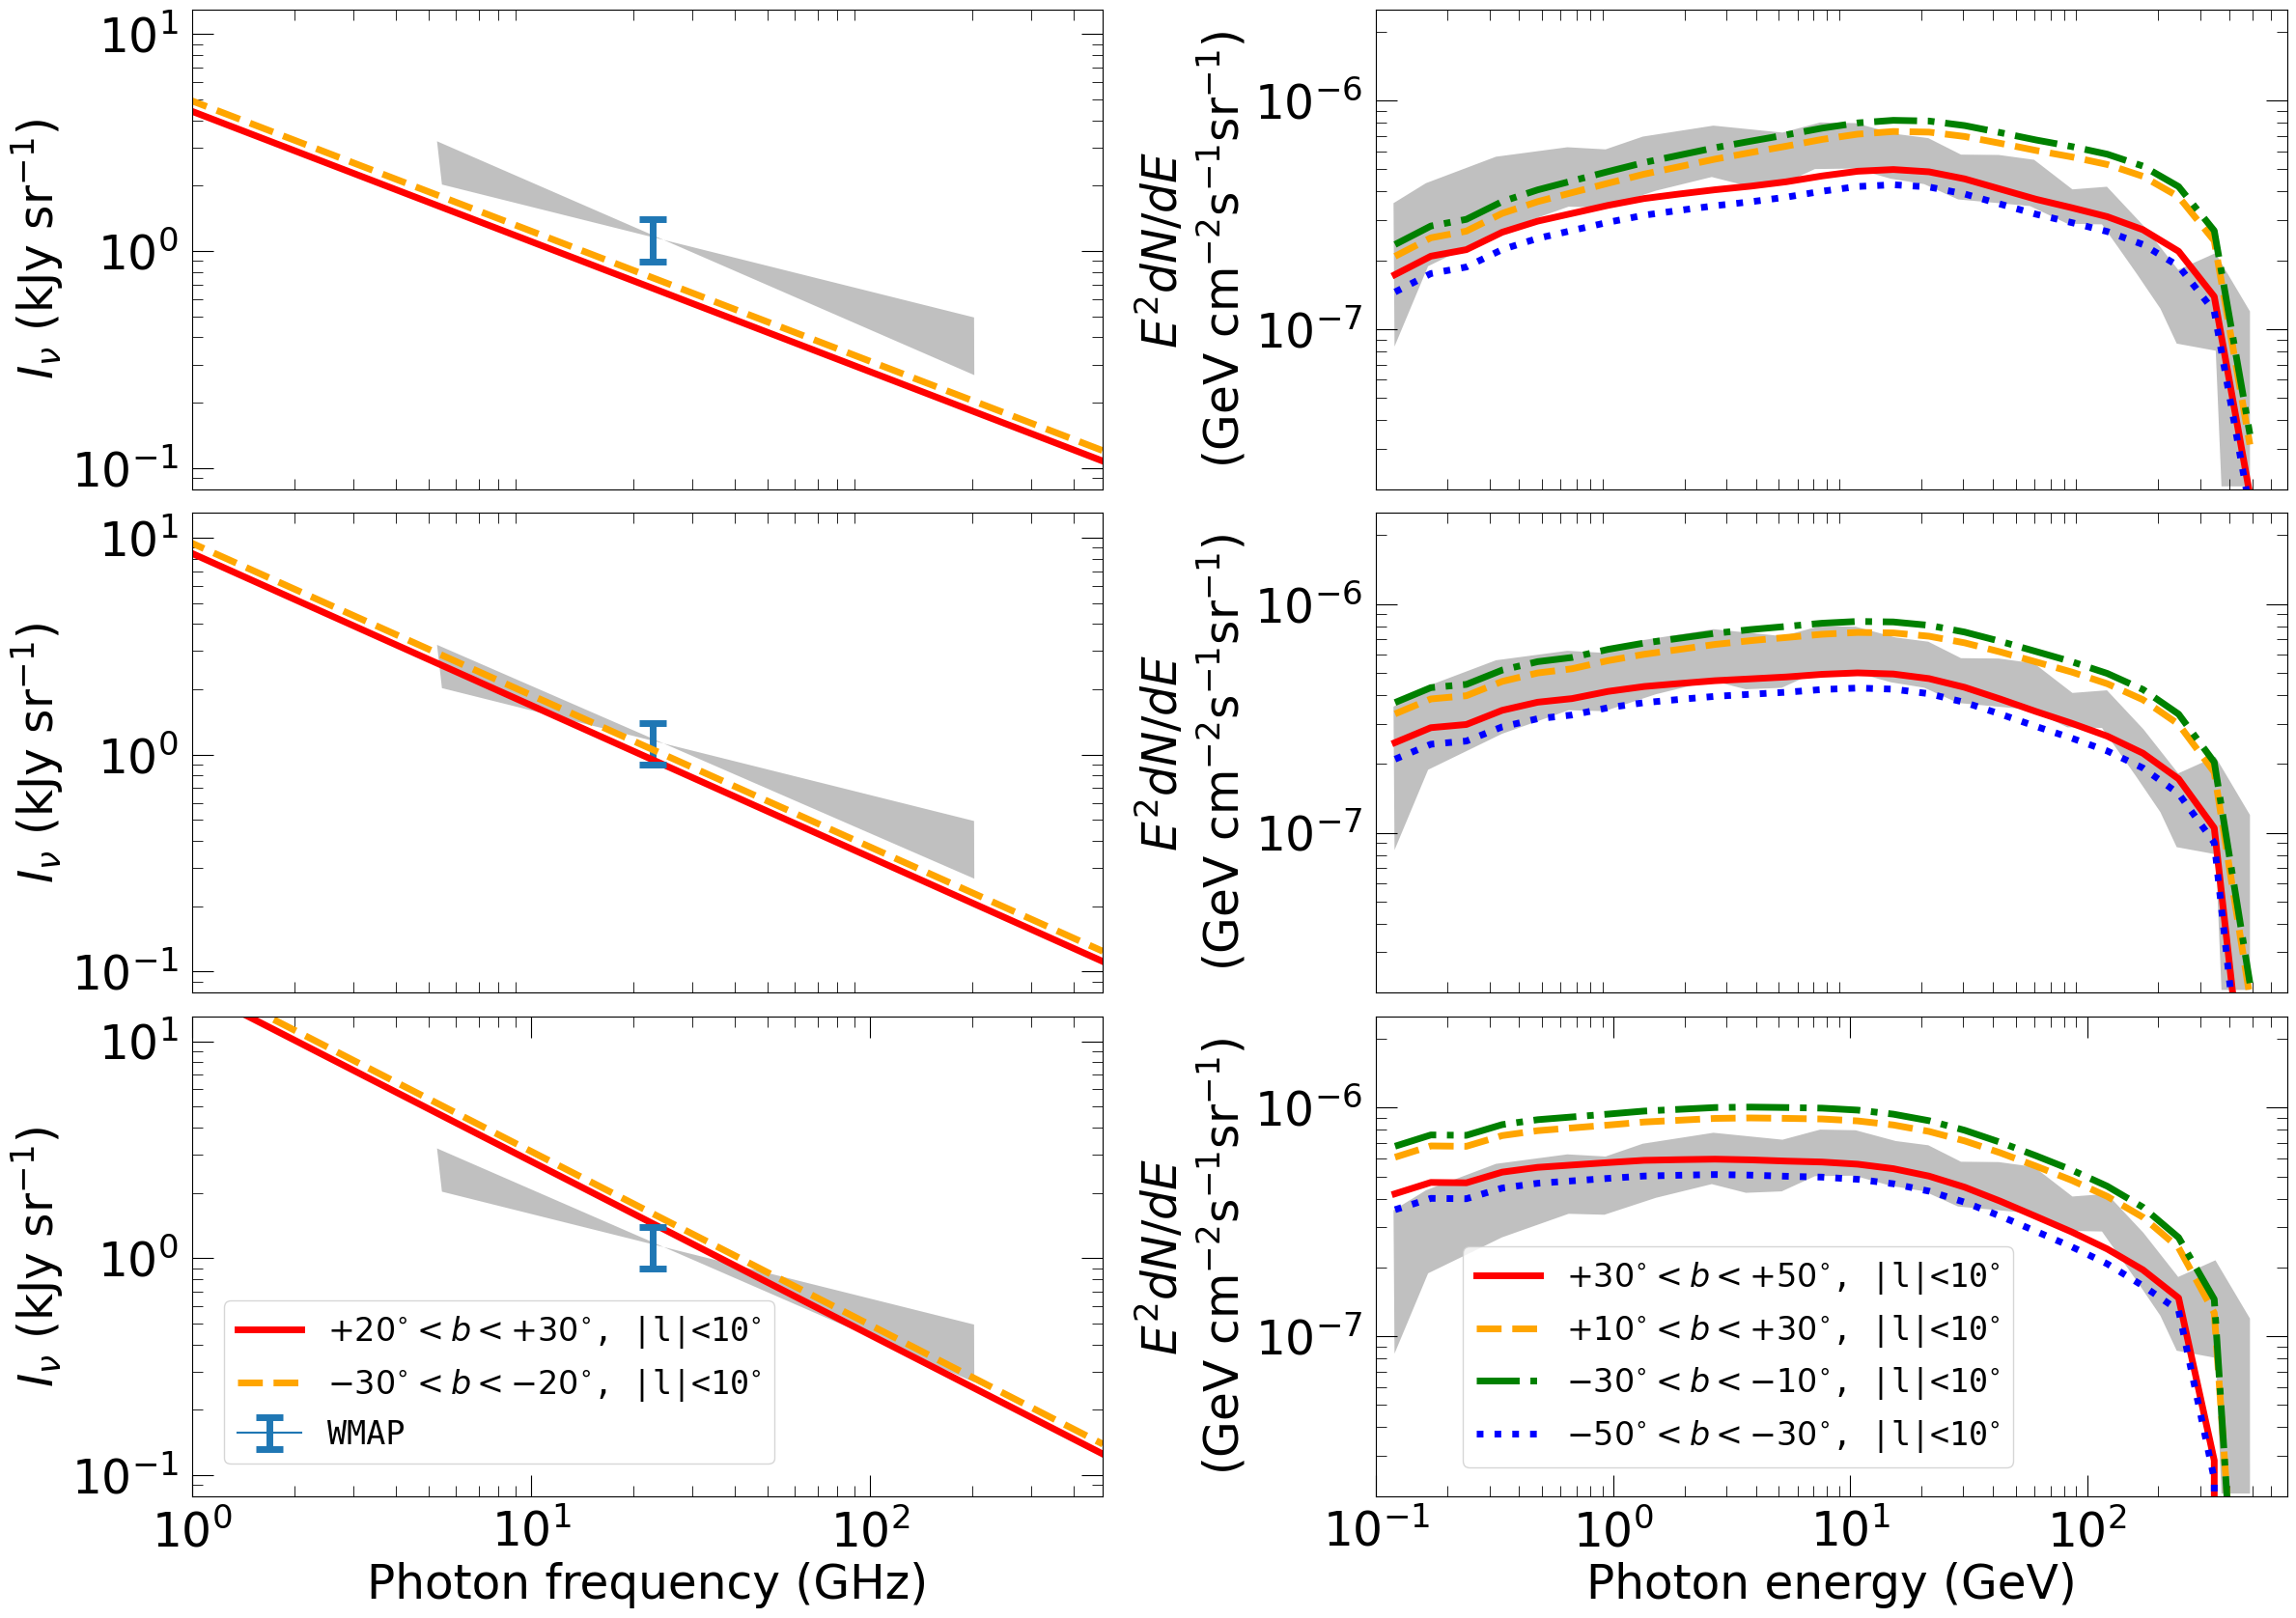 10¹
10⁰
10⁻¹
I_ν (kJy sr⁻¹)
10⁻⁶
10⁻⁷
E²dN/dE
(GeV cm⁻²s⁻¹sr⁻¹)
10¹
10⁰
10⁻¹
I_ν (kJy sr⁻¹)
10⁻⁶
10⁻⁷
E²dN/dE
(GeV cm⁻²s⁻¹sr⁻¹)
10¹
10⁰
10⁻¹
I_ν (kJy sr⁻¹)
+20° < b < +30°, |l|<10°
−30° < b < −20°, |l|<10°
WMAP
10⁰ 10¹ 10²
Photon frequency (GHz)
10⁻⁶
10⁻⁷
E²dN/dE
(GeV cm⁻²s⁻¹sr⁻¹)
+30° < b < +50°, |l|<10°
+10° < b < +30°, |l|<10°
−30° < b < −10°, |l|<10°
−50° < b < −30°, |l|<10°
10⁻¹ 10⁰ 10¹ 10²
Photon energy (GeV)